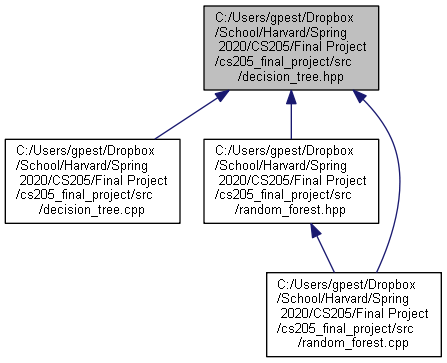 C:/Users/gpest/Dropbox
/School/Harvard/Spring
2020/CS205/Final Project
/cs205_final_project/src
/decision_tree.hpp
C:/Users/gpest/Dropbox
/School/Harvard/Spring
2020/CS205/Final Project
/cs205_final_project/src
/decision_tree.cpp
C:/Users/gpest/Dropbox
/School/Harvard/Spring
2020/CS205/Final Project
/cs205_final_project/src
/random_forest.hpp
C:/Users/gpest/Dropbox
/School/Harvard/Spring
2020/CS205/Final Project
/cs205_final_project/src
/random_forest.cpp